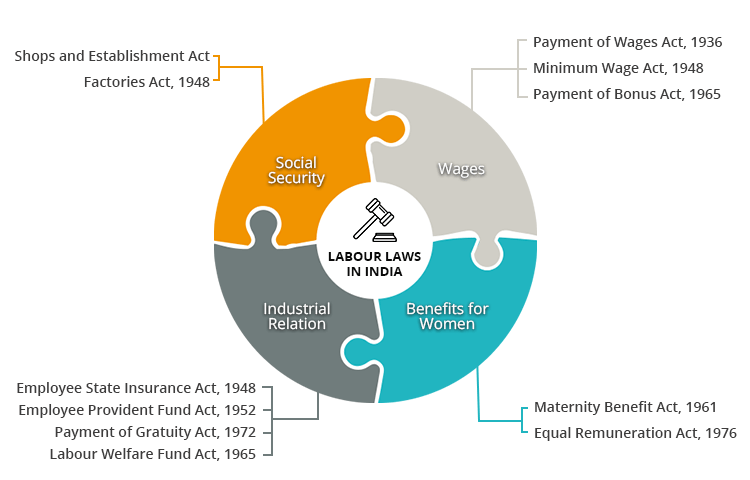 Shops and Establishment Act
Factories Act, 1948
Payment of Wages Act, 1936
Minimum Wage Act, 1948
Payment of Bonus Act, 1965
Social
Security
Wages
LABOUR LAWS
IN INDIA
Industrial
Relation
Benefits for
Women
Employee State Insurance Act, 1948
Employee Provident Fund Act, 1952
Payment of Gratuity Act, 1972
Labour Welfare Fund Act, 1965
Maternity Benefit Act, 1961
Equal Remuneration Act, 1976